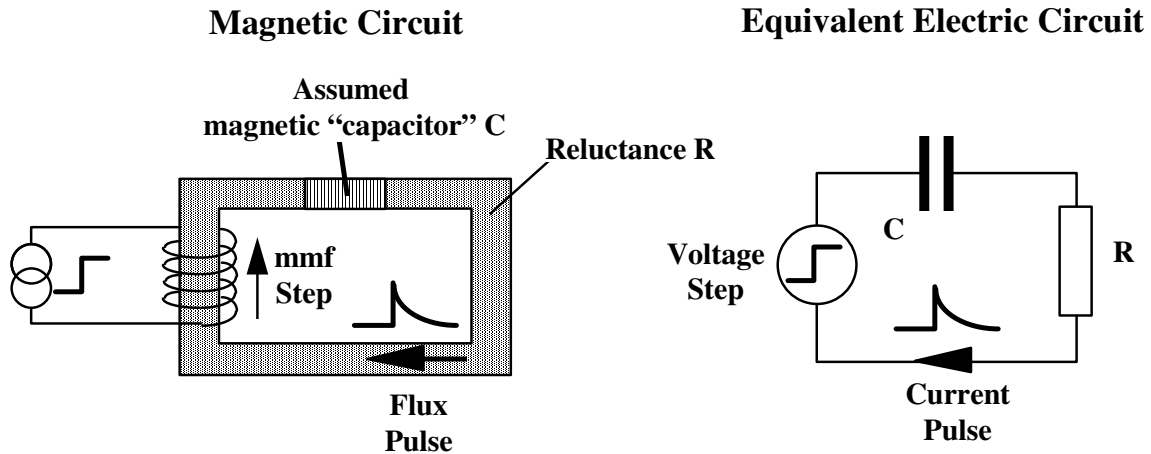 Magnetic Circuit
Equivalent Electric Circuit
Assumed
magnetic “capacitor” C
Reluctance R
mmf
Step
Flux
Pulse
C
Voltage
Step
R
Current
Pulse